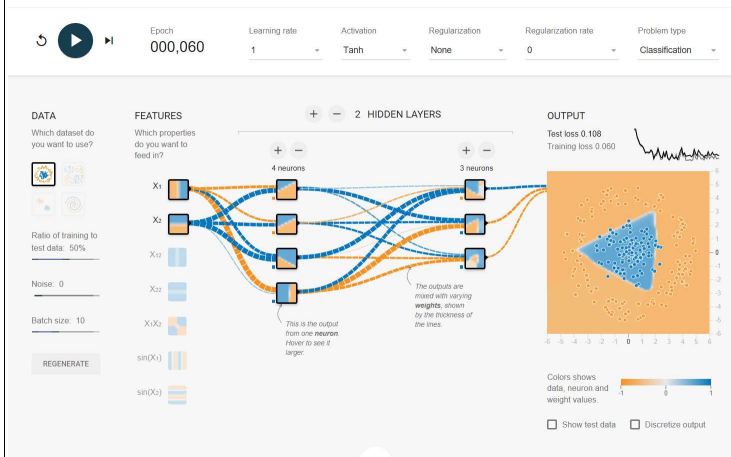 Epoch
000,060
Learning rate
1
Activation
Tanh
Regularization
None
Regularization rate
0
Problem type
Classification
DATA
Which dataset do
you want to use?
Ratio of training to
test data: 50%
Noise: 0
Batch size: 10
REGENERATE
FEATURES
Which properties
do you want to
feed in?
X1
X2
X12
X22
X1X2
sin(X1)
sin(X2)
+ − 2 HIDDEN LAYERS
+ −
4 neurons
+ −
3 neurons
This is the output
from one neuron.
Hover to see it
larger.
The outputs are
mixed with varying
weights, shown
by the thickness of
the lines.
OUTPUT
Test loss 0.108
Training loss 0.060
6
5
4
3
2
1
0
-1
-2
-3
-4
-5
-6
-6 -5 -4 -3 -2 -1 0 1 2 3 4 5 6
Colors shows
data, neuron and
weight values.
-1 0 1
Show test data
Discretize output